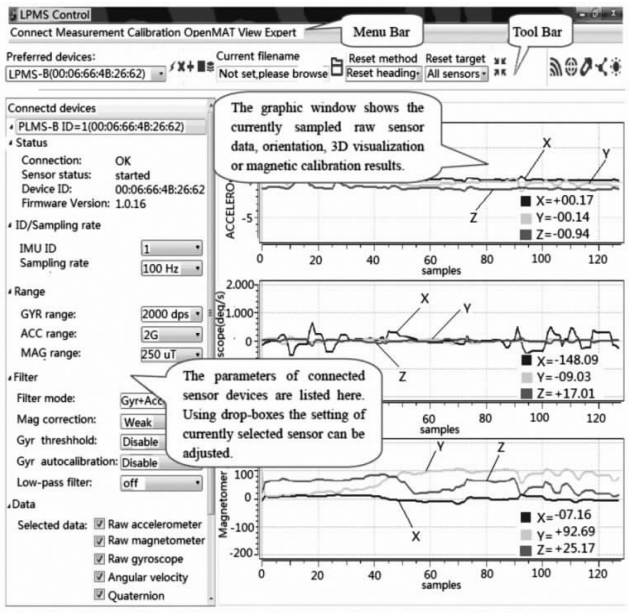 LPMS Control
Connect Measurement Calibration OpenMAT View Expert
Menu Bar
Tool Bar
Preferred devices:
LPMS-B(00:06:66:4B:26:62)
Current filename
Not set,please browse
Reset method
Reset heading
Reset target
All sensors
Connectd devices
PLMS-B ID=1(00:06:66:4B:26:62)
Status
Connection: OK
Sensor status: started
Device ID: 00:06:66:4B:26:62
Firmware Version: 1.0.16
ID/Sampling rate
IMU ID 1
Sampling rate 100 Hz
Range
GYR range: 2000 dps
ACC range: 2G
MAG range: 250 uT
Filter
Filter mode: Gyr+Acc
Mag correction: Weak
Gyr threshhold: Disable
Gyr autocalibration: Disable
Low-pass filter: off
Data
Selected data: Raw accelerometer
Raw magnetometer
Raw gyroscope
Angular velocity
Quaternion
The graphic window shows the
currently sampled raw sensor
data, orientation, 3D visualization
or magnetic calibration results.
The parameters of connected
sensor devices are listed here.
Using drop-boxes the setting of
currently selected sensor can be
adjusted.
ACCELERO
-5
X
Y
Z
X=+00.17
Y=-00.14
Z=-00.94
0 20 40 60 80 100 120
samples
scope(deq/s)
2.000
1.000
0
X
Y
Z
X=-148.09
Y=-09.03
Z=+17.01
60 80 100 120
samples
Magnetomer
100
0
-100
-200
Y
Z
X
X=-07.16
Y=+92.69
Z=+25.17
0 20 40 60 80 100 120
samples